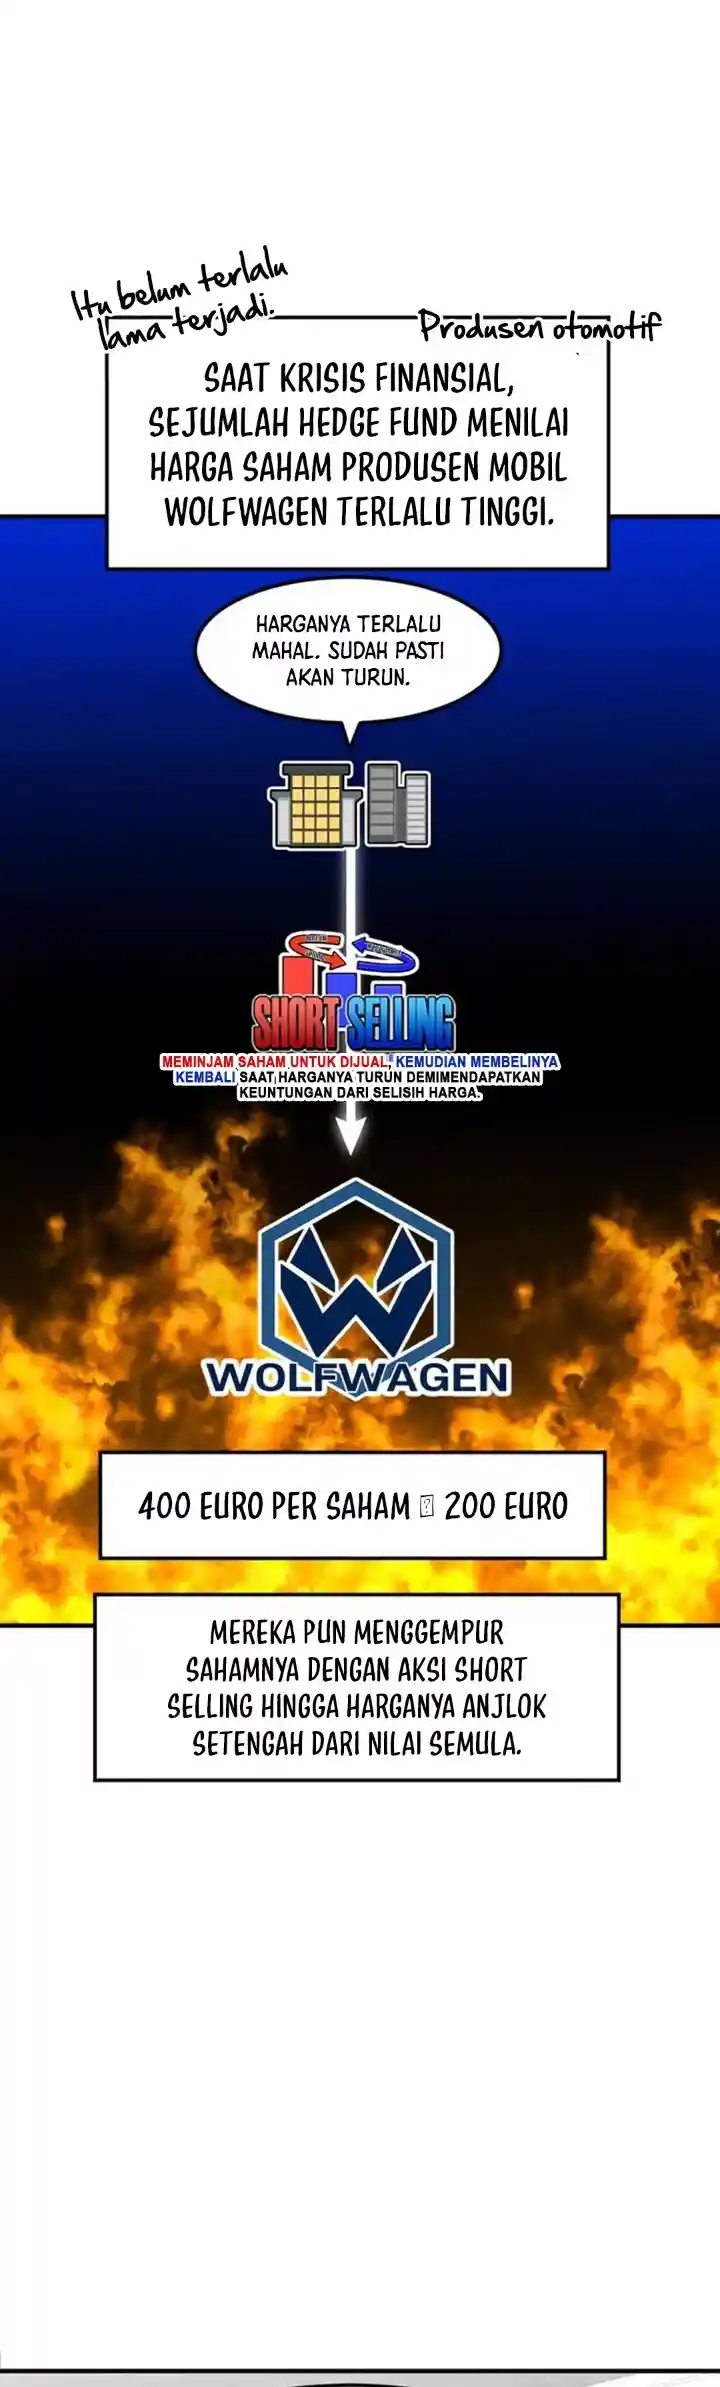 Itu belum terlalu
lama terjadi.
Produsen otomotif
SAAT KRISIS FINANSIAL,
SEJUMLAH HEDGE FUND MENILAI
HARGA SAHAM PRODUSEN MOBIL
WOLFWAGEN TERLALU TINGGI.
HARGANYA TERLALU
MAHAL. SUDAH PASTI
AKAN TURUN.
SHORT SELLING
MEMINJAM SAHAM UNTUK DIJUAL, KEMUDIAN MEMBELINYA
KEMBALI SAAT HARGANYA TURUN DEMIMENDAPATKAN
KEUNTUNGAN DARI SELISIH HARGA.
W
WOLFWAGEN
400 EURO PER SAHAM 200 EURO
MEREKA PUN MENGGEMPUR
SAHAMNYA DENGAN AKSI SHORT
SELLING HINGGA HARGANYA ANJLOK
SETENGAH DARI NILAI SEMULA.